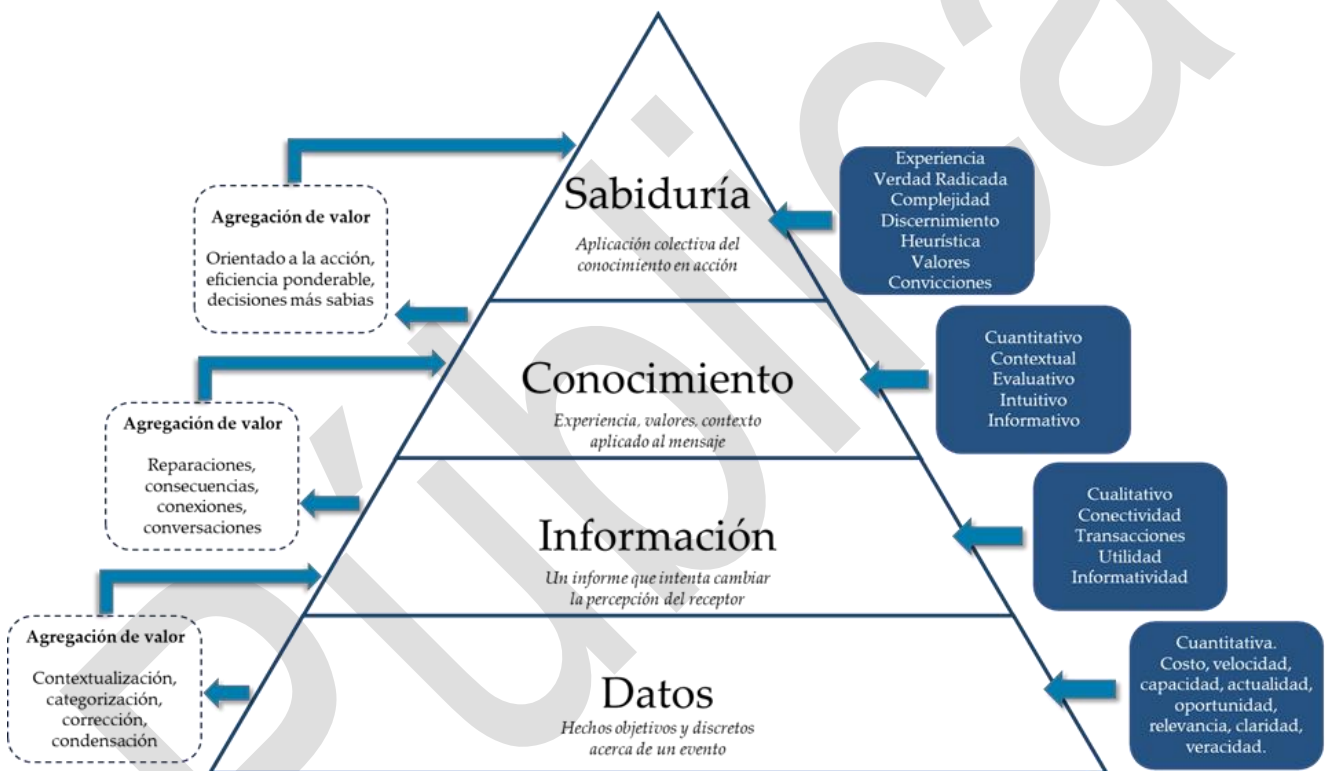 Sabiduría
Aplicación colectiva del
conocimiento en acción
Experiencia
Verdad Radicada
Complejidad
Discernimiento
Heurística
Valores
Convicciones
Agregación de valor
Orientado a la acción,
eficiencia ponderable,
decisiones más sabias
Conocimiento
Experiencia, valores, contexto
aplicado al mensaje
Cuantitativo
Contextual
Evaluativo
Intuitivo
Informativo
Agregación de valor
Reparaciones,
consecuencias,
conexiones,
conversaciones
Información
Un informe que intenta cambiar
la percepción del receptor
Cualitativo
Conectividad
Transacciones
Utilidad
Informatividad
Agregación de valor
Contextualización,
categorización,
corrección,
condensación
Datos
Hechos objetivos y discretos
acerca de un evento
Cuantitativa.
Costo, velocidad,
capacidad, actualidad,
oportunidad,
relevancia, claridad,
veracidad.
Pública